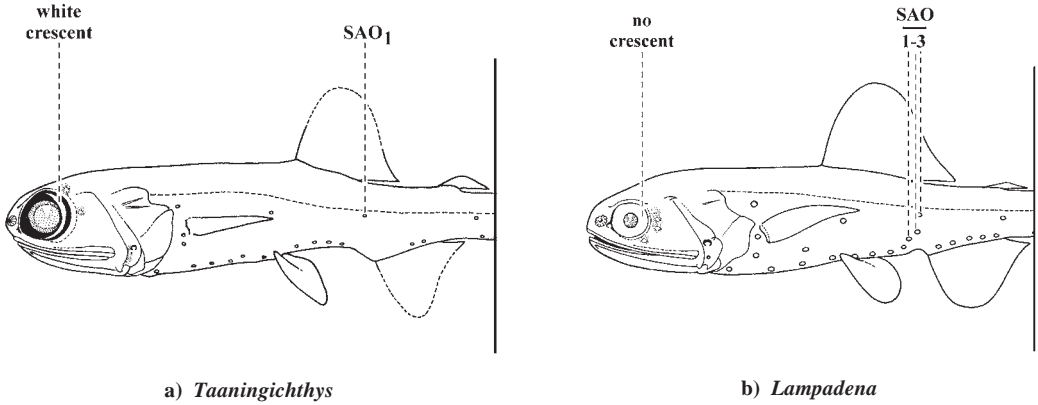 white
crescent
SAO1
no
crescent
SAO
1-3
a) Taaningichthys
b) Lampadena